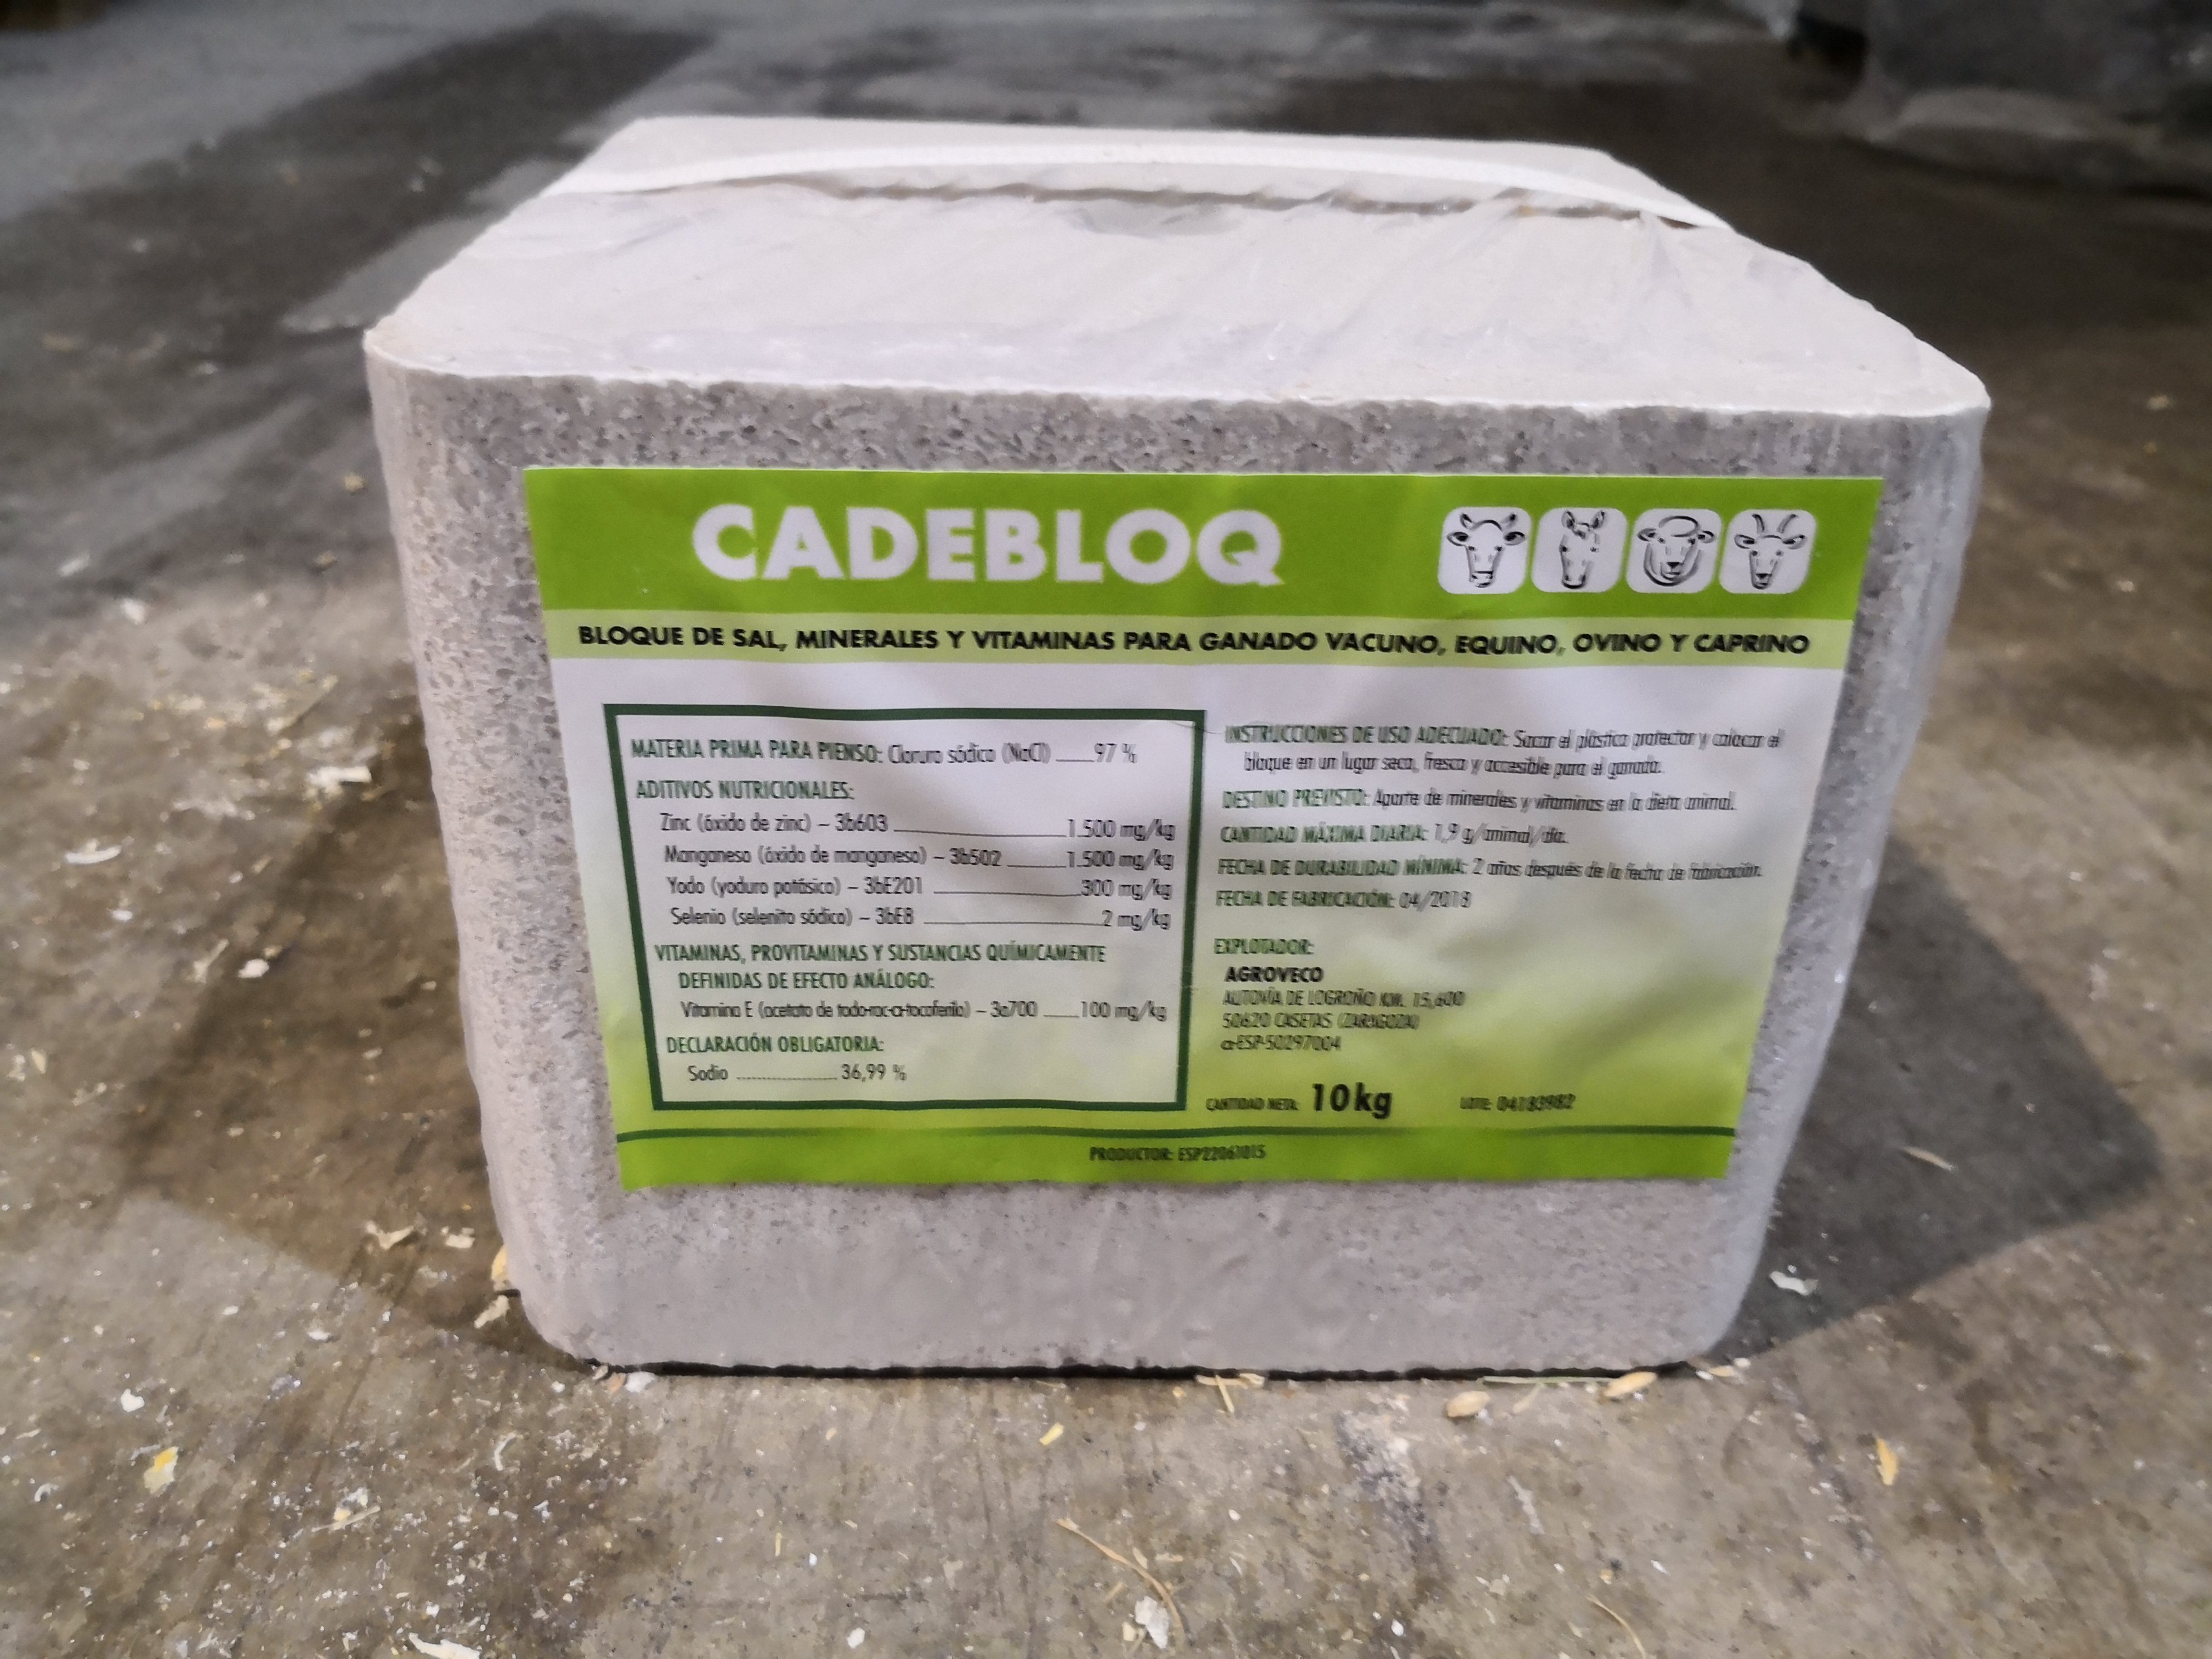 CADEBLOQ
BLOQUE DE SAL, MINERALES Y VITAMINAS PARA GANADO VACUNO, EQUINO, OVINO Y CAPRINO
MATERIA PRIMA PARA PIENSO: Cloruro sódico (NaCl) 97 %
ADITIVOS NUTRICIONALES:
Zinc (óxido de zinc) – 3b603 1.500 mg/kg
Manganeso (óxido de manganeso) – 3b502 1.500 mg/kg
Yodo (yoduro potásico) – 3bE201 300 mg/kg
Selenio (selenito sódico) – 3bE8 2 mg/kg
VITAMINAS, PROVITAMINAS Y SUSTANCIAS QUÍMICAMENTE
DEFINIDAS DE EFECTO ANÁLOGO:
Vitamina E (acetato de todo-rac-a-tocoferilo) – 3a700 100 mg/kg
DECLARACIÓN OBLIGATORIA:
Sodio 36,99 %
INSTRUCCIONES DE USO ADECUADO: Sacar el plástico protector y colocar el
bloque en un lugar seco, fresco y accesible para el ganado.
DESTINO PREVISTO: Aporte de minerales y vitaminas en la dieta animal.
CANTIDAD MÁXIMA DIARIA: 1,9 g/animal/día.
FECHA DE DURABILIDAD MÍNIMA: 2 años después de la fecha de fabricación.
FECHA DE FABRICACIÓN: 04/2018
EXPLOTADOR:
AGROVECO
AUTOVÍA DE LOGROÑO KM. 15,600
50620 CASETAS (ZARAGOZA)
α-ESP-50297004
CANTIDAD NETA: 10 kg LOTE: 04183982
PRODUCTOR: ESP22061015